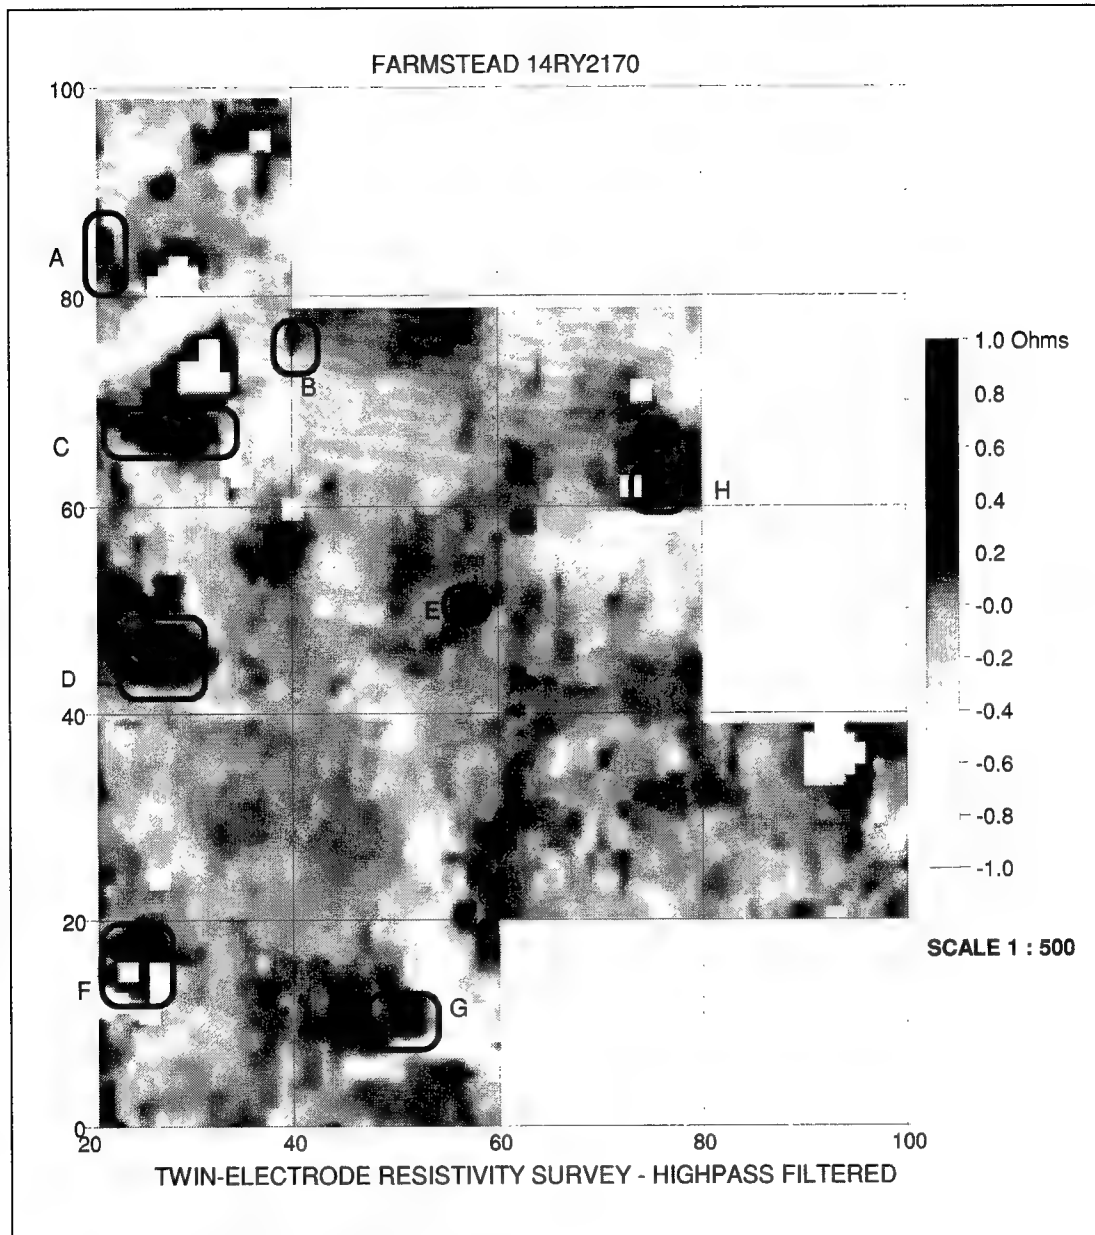 FARMSTEAD 14RY2170
100
A
80
B
C
60
H
E
D
40
20
F
G
0
20 40 60 80 100
1.0 Ohms
0.8
0.6
0.4
0.2
-0.0
-0.2
-0.4
-0.6
-0.8
-1.0
SCALE 1 : 500
TWIN-ELECTRODE RESISTIVITY SURVEY - HIGHPASS FILTERED